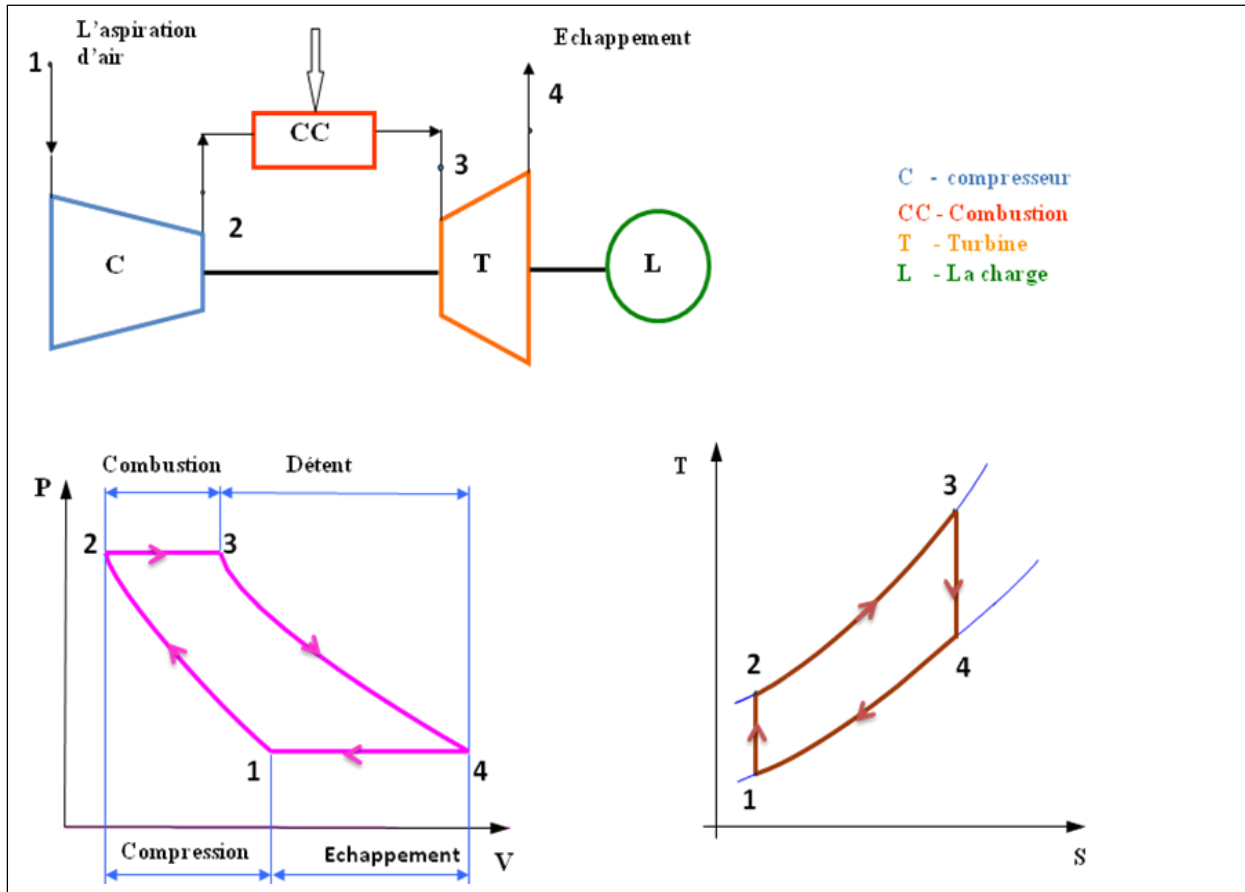 L'aspiration
d'air
1
Echappement
4
CC
3
2
C
T
L
C - compresseur
CC - Combustion
T - Turbine
L - La charge
Combustion
Détent
P
2
3
1
4
Compression
Echappement
V
T
3
2
4
1
S